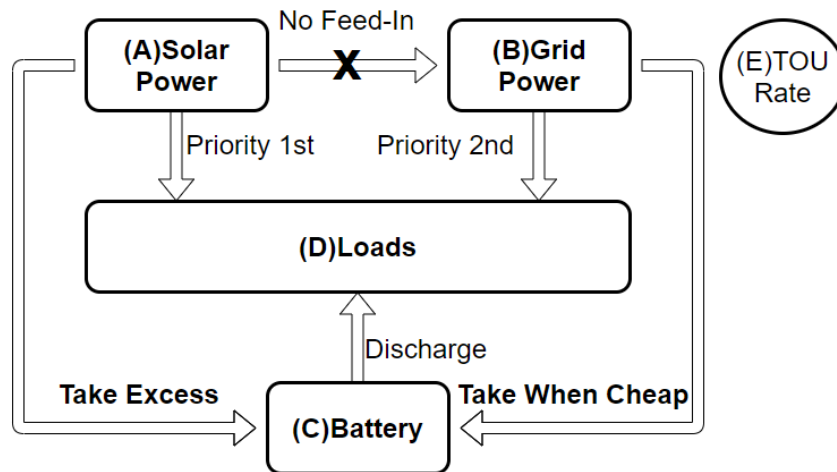 No Feed-In
(A)Solar
Power
X
(B)Grid
Power
(E)TOU
Rate
Priority 1st
Priority 2nd
(D)Loads
Discharge
Take Excess
Take When Cheap
(C)Battery